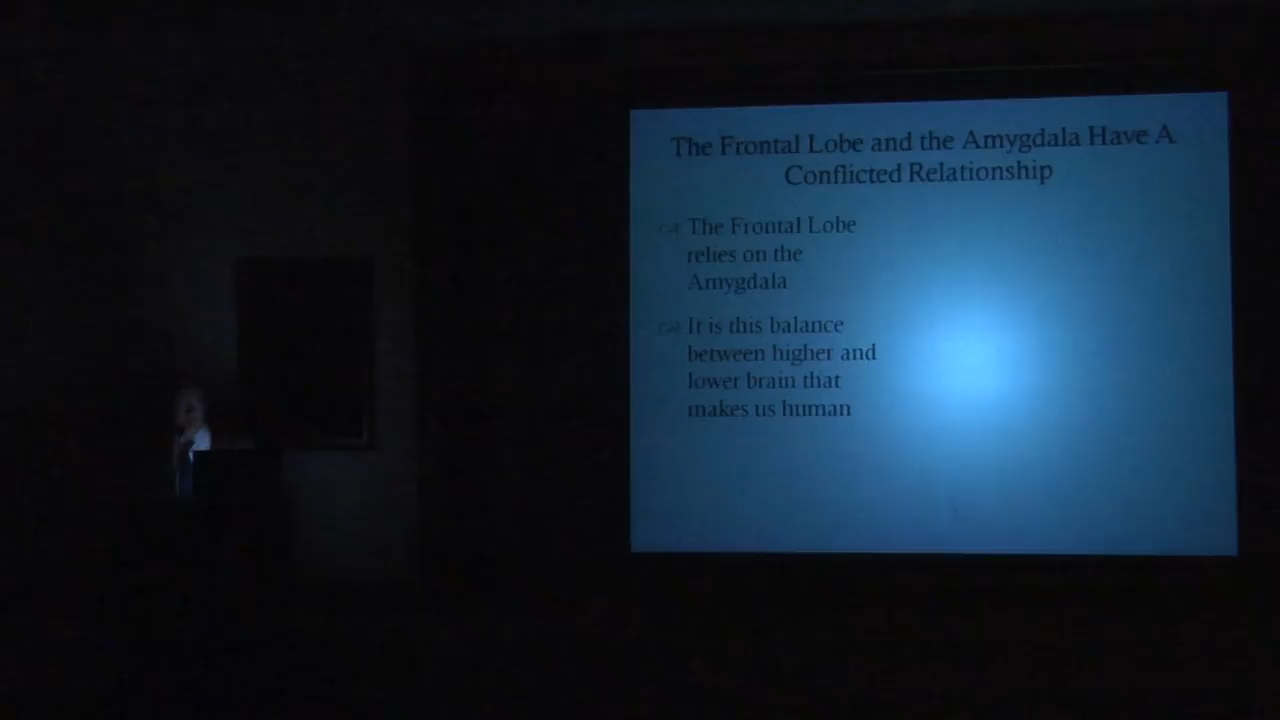 The Frontal Lobe and the Amygdala Have A
Conflicted Relationship
The Frontal Lobe
relies on the
Amygdala
It is this balance
between higher and
lower brain that
makes us human